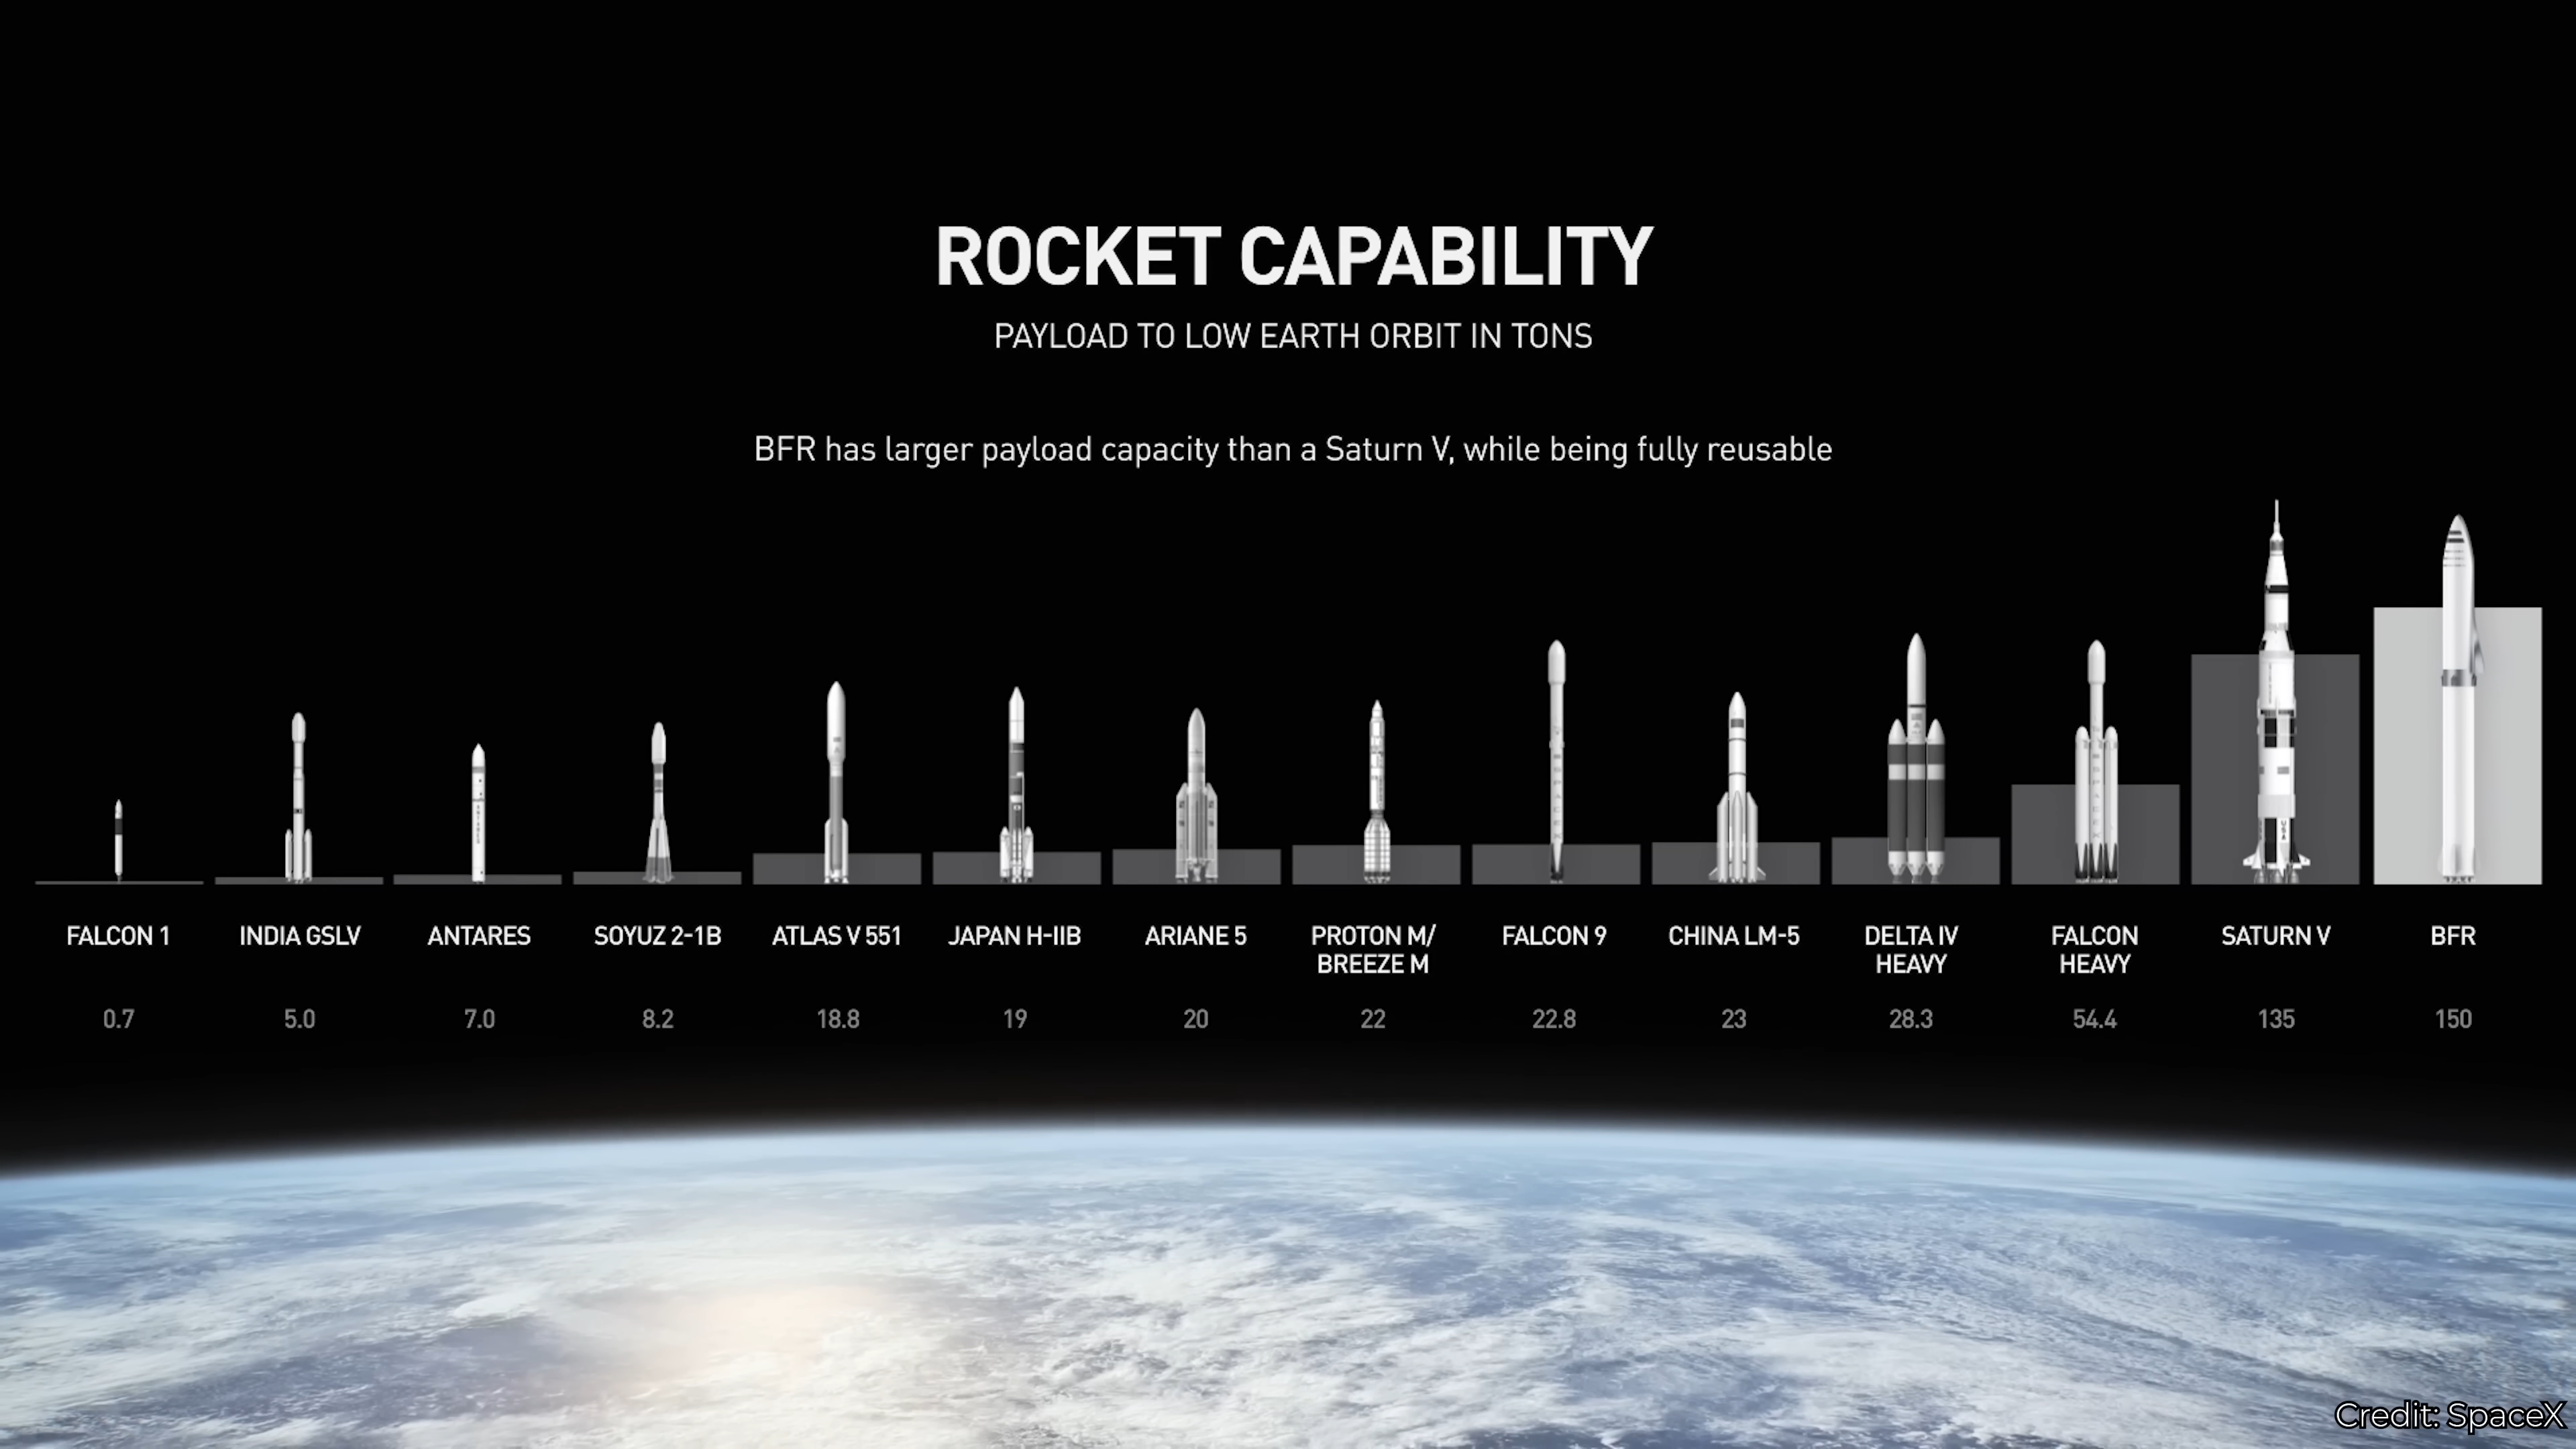 ROCKET CAPABILITY
PAYLOAD TO LOW EARTH ORBIT IN TONS
BFR has larger payload capacity than a Saturn V, while being fully reusable
FALCON 1
INDIA GSLV
ANTARES
SOYUZ 2-1B
ATLAS V 551
JAPAN H-IIB
ARIANE 5
PROTON M/
BREEZE M
FALCON 9
CHINA LM-5
DELTA IV
HEAVY
FALCON
HEAVY
SATURN V
BFR
0.7
5.0
7.0
8.2
18.8
19
20
22
22.8
23
28.3
54.4
135
150
Credit: SpaceX